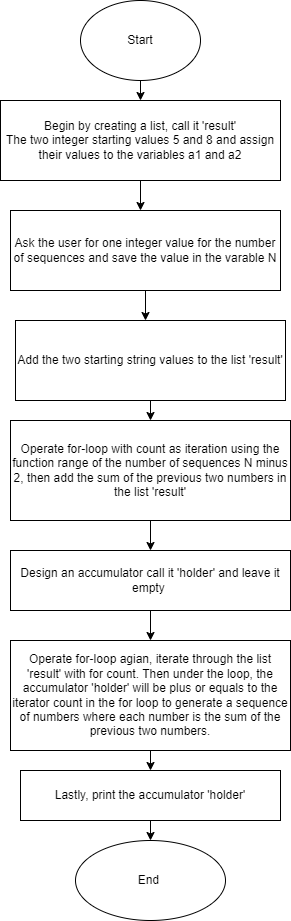 Start
Begin by creating a list, call it 'result'
The two integer starting values 5 and 8 and assign
their values to the variables a1 and a2
Ask the user for one integer value for the number
of sequences and save the value in the varable N
Add the two starting string values to the list 'result'
Operate for-loop with count as iteration using the
function range of the number of sequences N minus
2, then add the sum of the previous two numbers in
the list 'result'
Design an accumulator call it 'holder' and leave it
empty
Operate for-loop agian, iterate through the list
'result' with for count. Then under the loop, the
accumulator 'holder' will be plus or equals to the
iterator count in the for loop to generate a sequence
of numbers where each number is the sum of the
previous two numbers.
Lastly, print the accumulator 'holder'
End